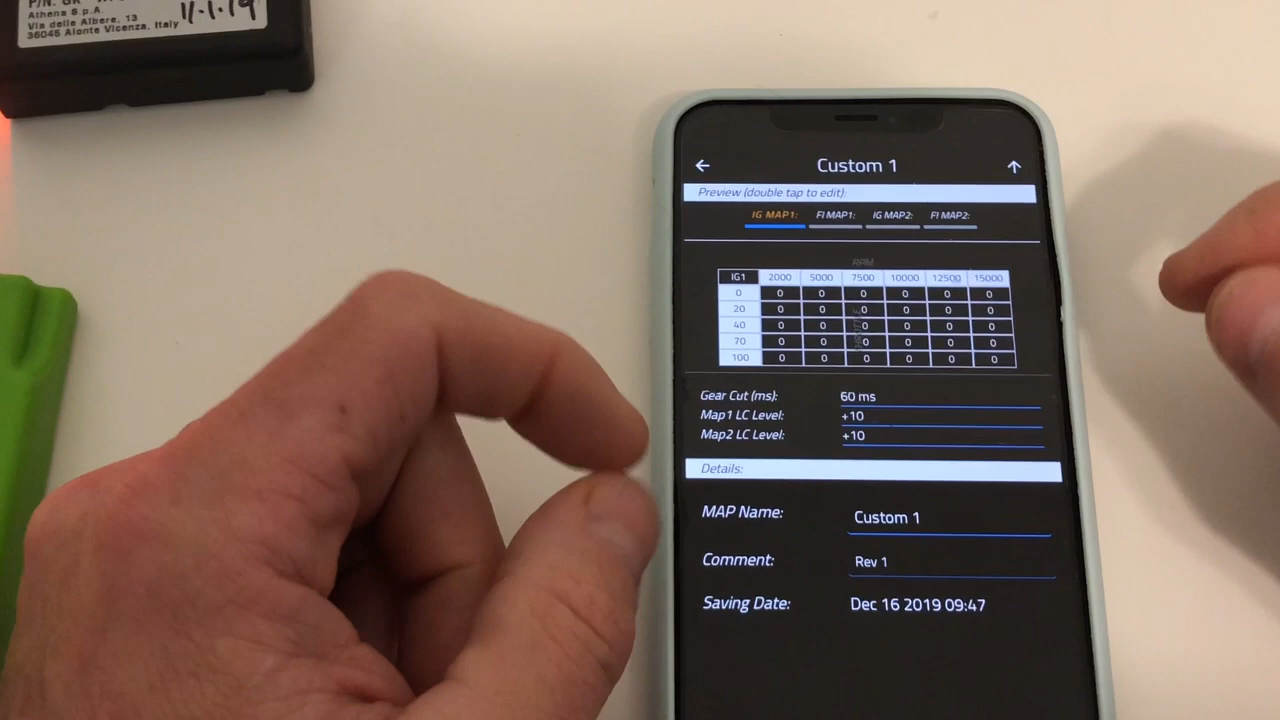 Athena S.p.A.
Via delle Albere, 13
36045 Alonte Vicenza, Italy
11.1.19
Custom 1
Preview (double tap to edit):
IG MAP1: FI MAP1: IG MAP2: FI MAP2:
RPM
IG1 2000 5000 7500 10000 12500 15000
0 0 0 0 0 0 0
20 0 0 0 0 0 0
40 0 0 0 0 0 0
70 0 0 0 0 0 0
100 0 0 0 0 0 0
Gear Cut (ms): 60 ms
Map1 LC Level: +10
Map2 LC Level: +10
Details:
MAP Name: Custom 1
Comment: Rev 1
Saving Date: Dec 16 2019 09:47